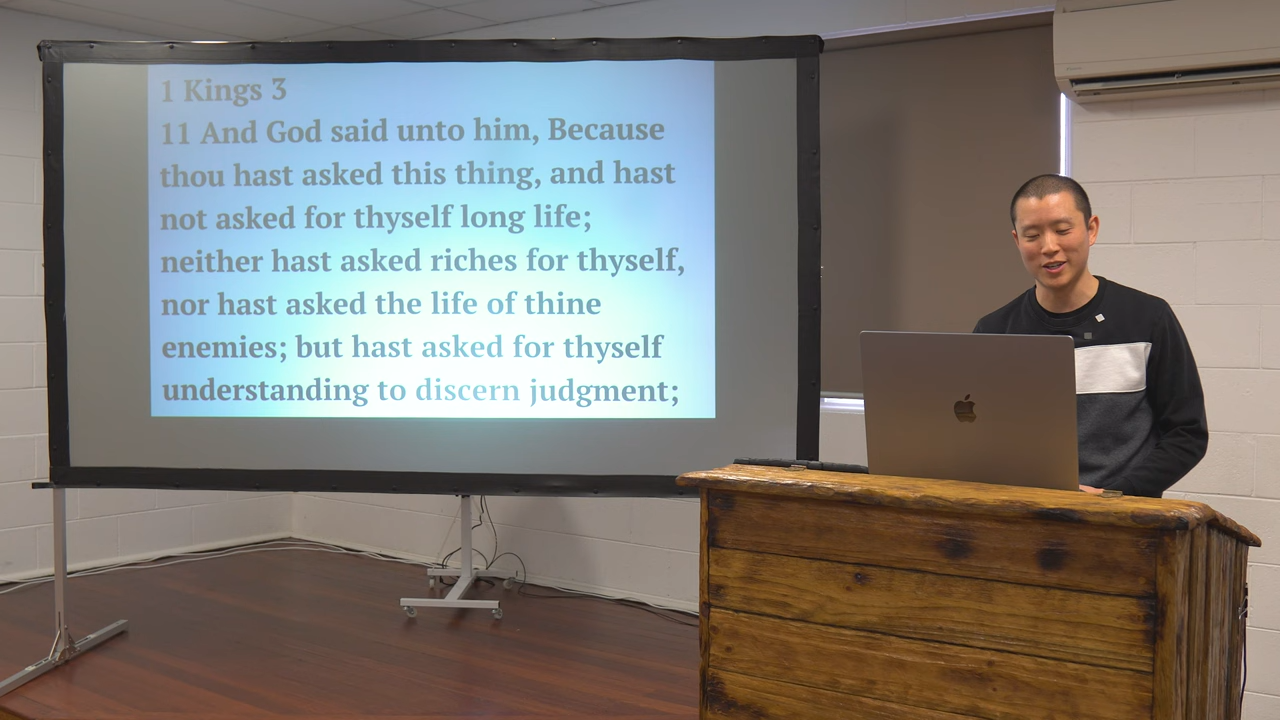 1 Kings 3
11 And God said unto him, Because
thou hast asked this thing, and hast
not asked for thyself long life;
neither hast asked riches for thyself,
nor hast asked the life of thine
enemies; but hast asked for thyself
understanding to discern judgment;